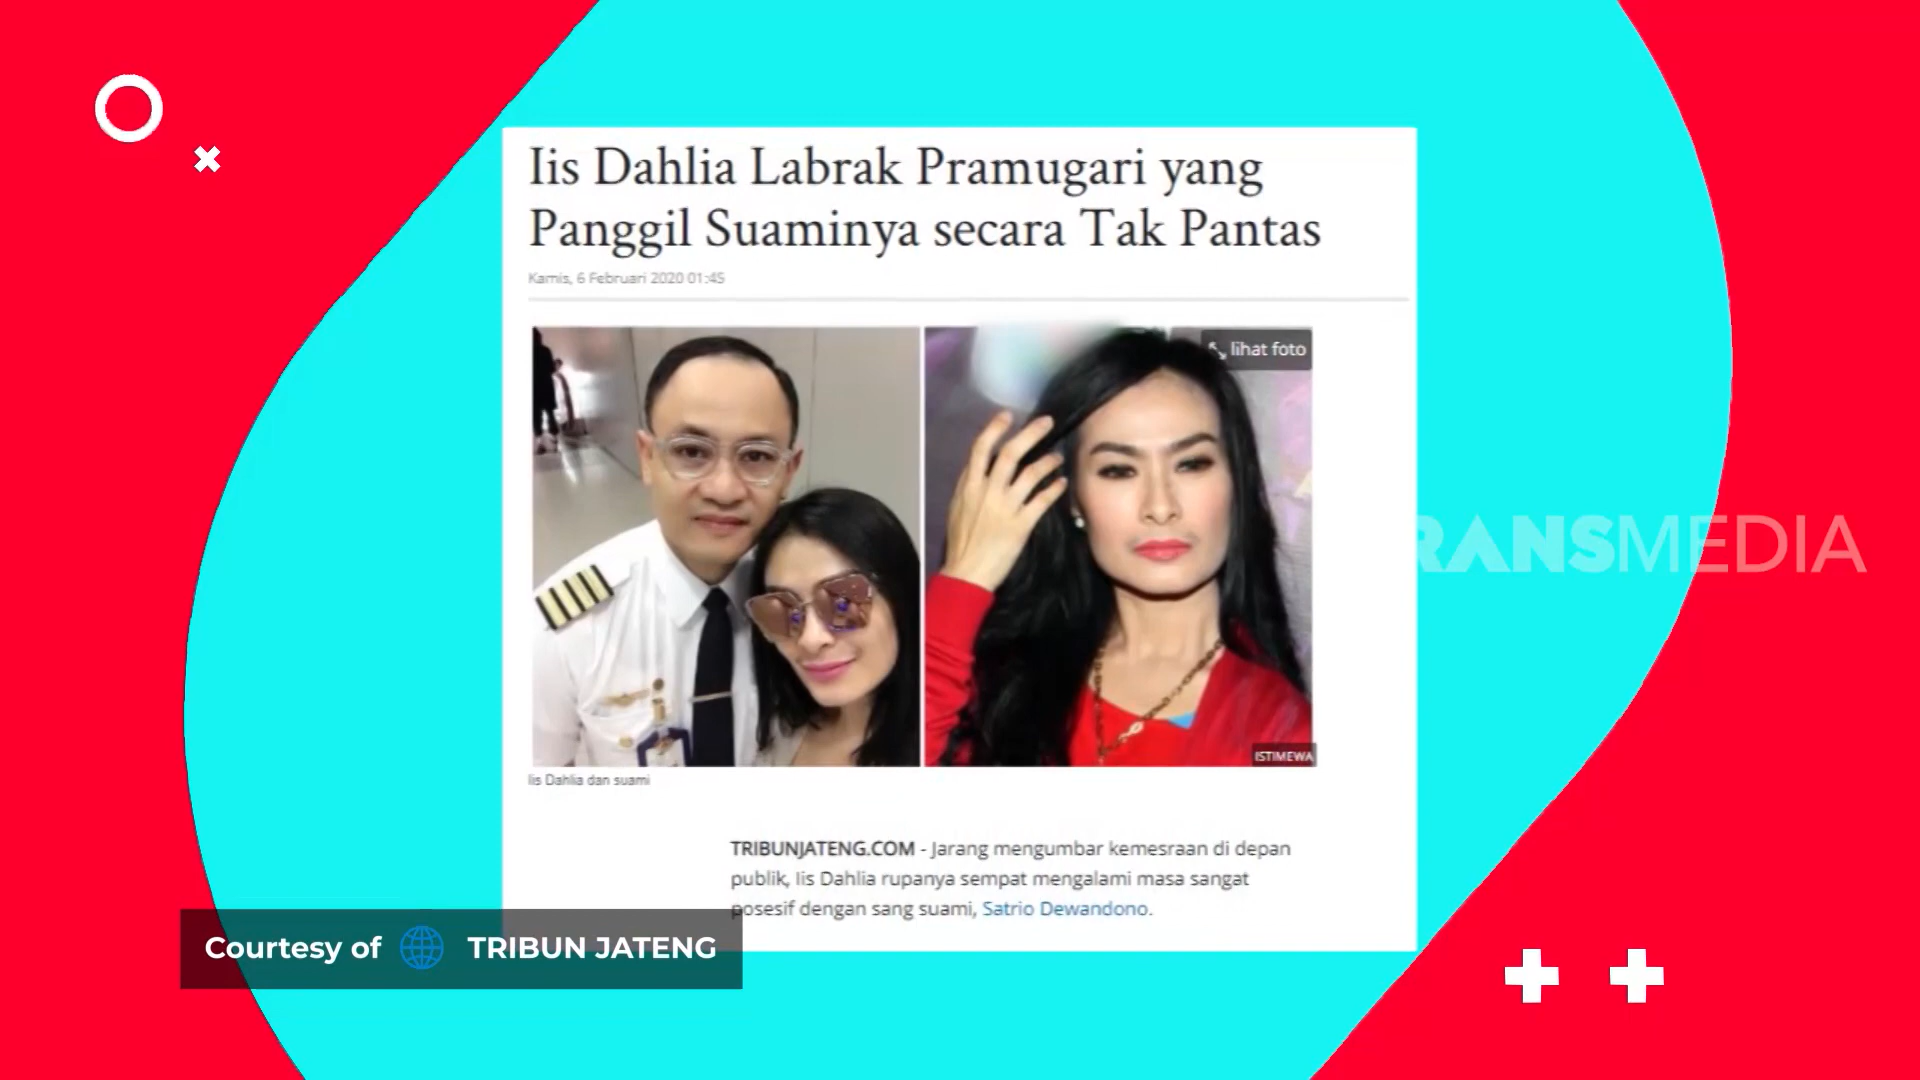 Iis Dahlia Labrak Pramugari yang
Panggil Suaminya secara Tak Pantas
Kamis, 6 Februari 2020 01:45
lihat foto
RANSMEDIA
ISTIMEWA
Iis Dahlia dan suami
TRIBUNJATENG.COM - Jarang mengumbar kemesraan di depan
publik, Iis Dahlia rupanya sempat mengalami masa sangat
posesif dengan sang suami, Satrio Dewandono.
Courtesy of TRIBUN JATENG